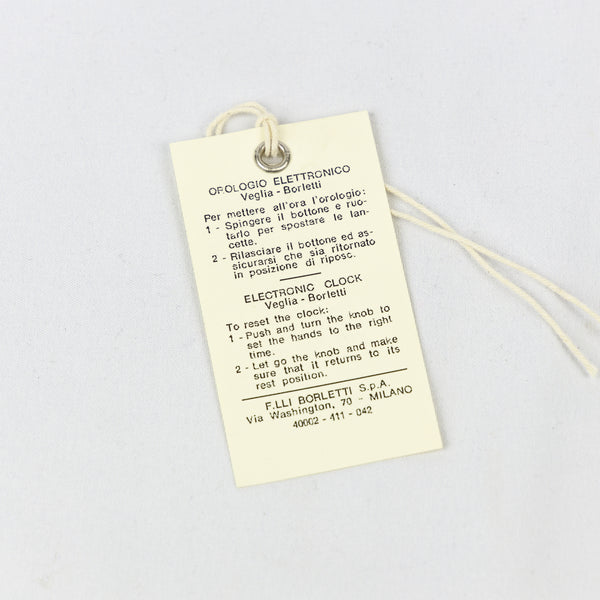 OROLOGIO ELETTRONICO
Veglia - Borletti
Per mettere all'ora l'orologio:
1 - Spingere il bottone e ruo-
tarlo per spostare le lan-
cette.
2 - Rilasciare il bottone ed as-
sicurarsi che sia ritornato
in posizione di riposo.
ELECTRONIC CLOCK
Veglia - Borletti
To reset the clock:
1 - Push and turn the knob to
set the hands to the right
time.
2 - Let go the knob and make
sure that it returns to its
rest position.
F.LLI BORLETTI S.p.A.
Via Washington, 70 - MILANO
40002 - 411 - 042